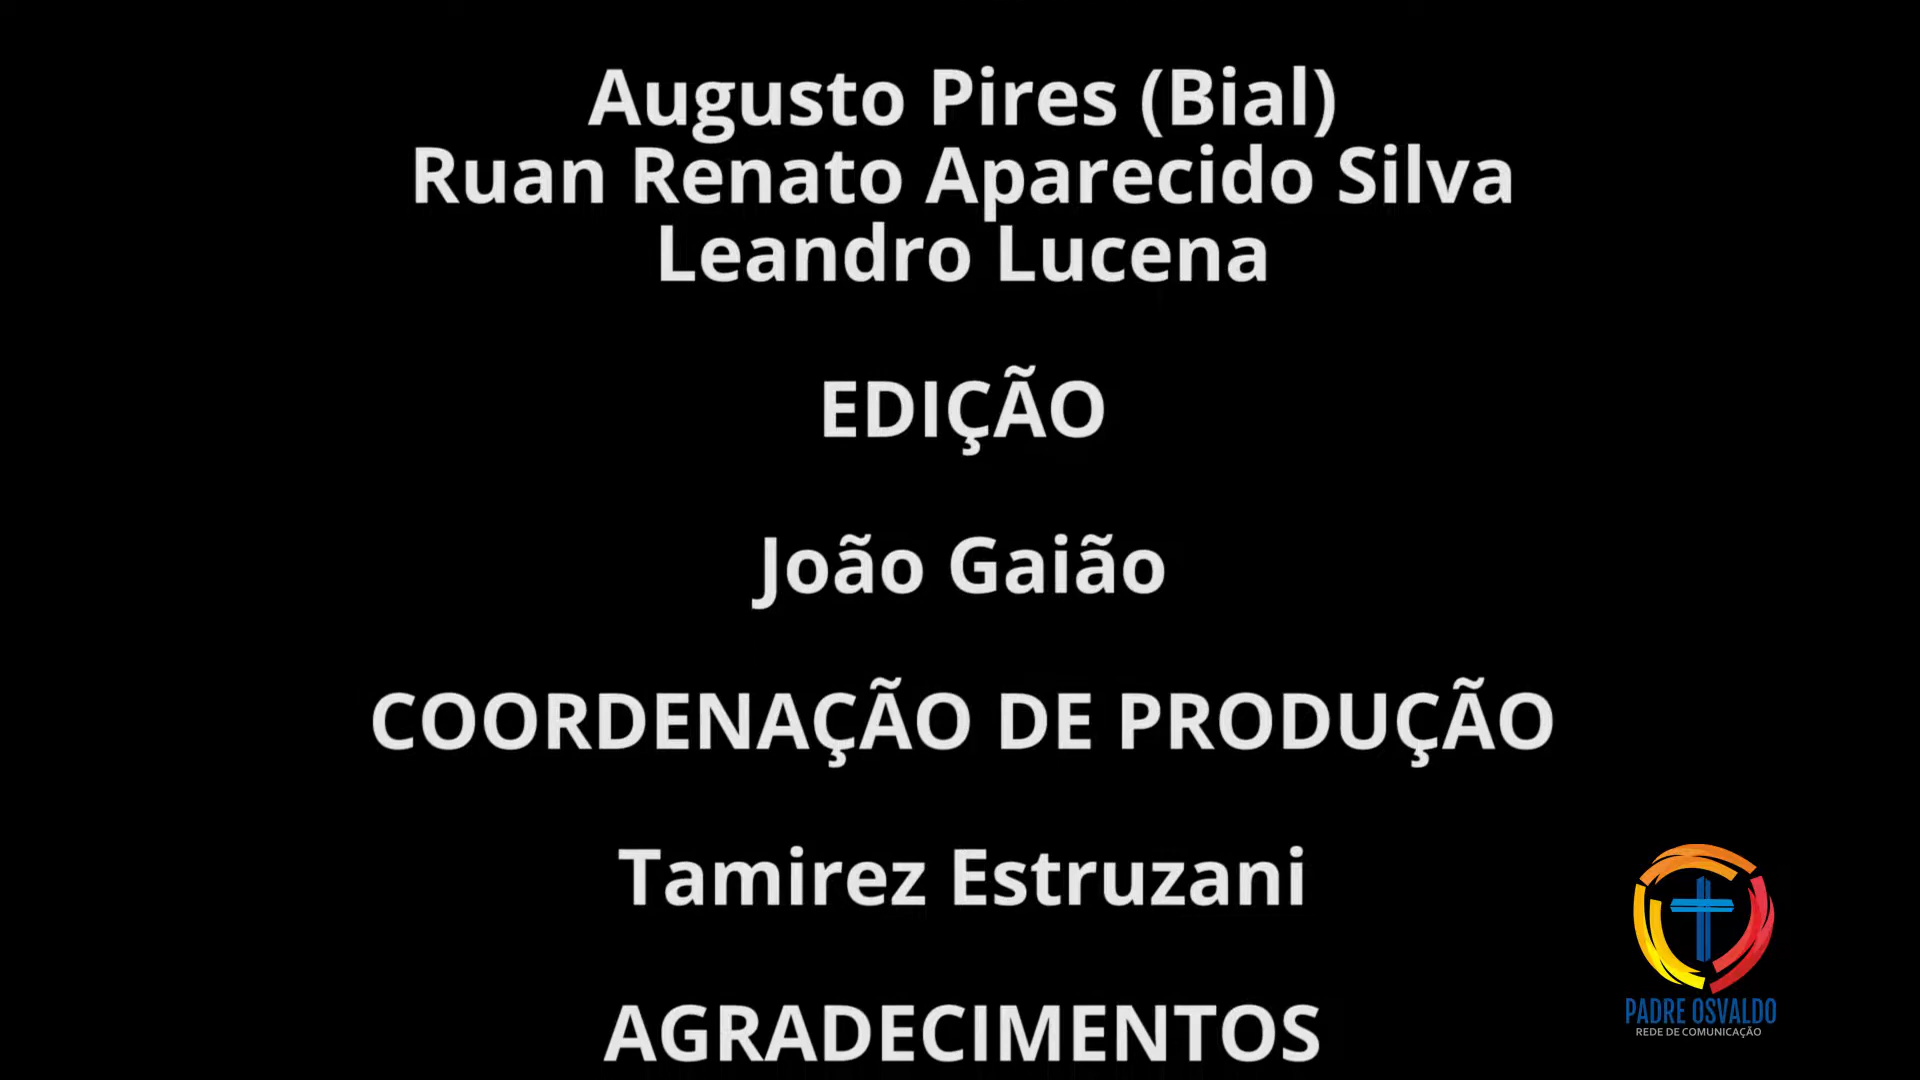 Augusto Pires (Bial)
Ruan Renato Aparecido Silva
Leandro Lucena
EDIÇÃO
João Gaião
COORDENAÇÃO DE PRODUÇÃO
Tamirez Estruzani
AGRADECIMENTOS
PADRE OSVALDO
REDE DE COMUNICAÇÃO